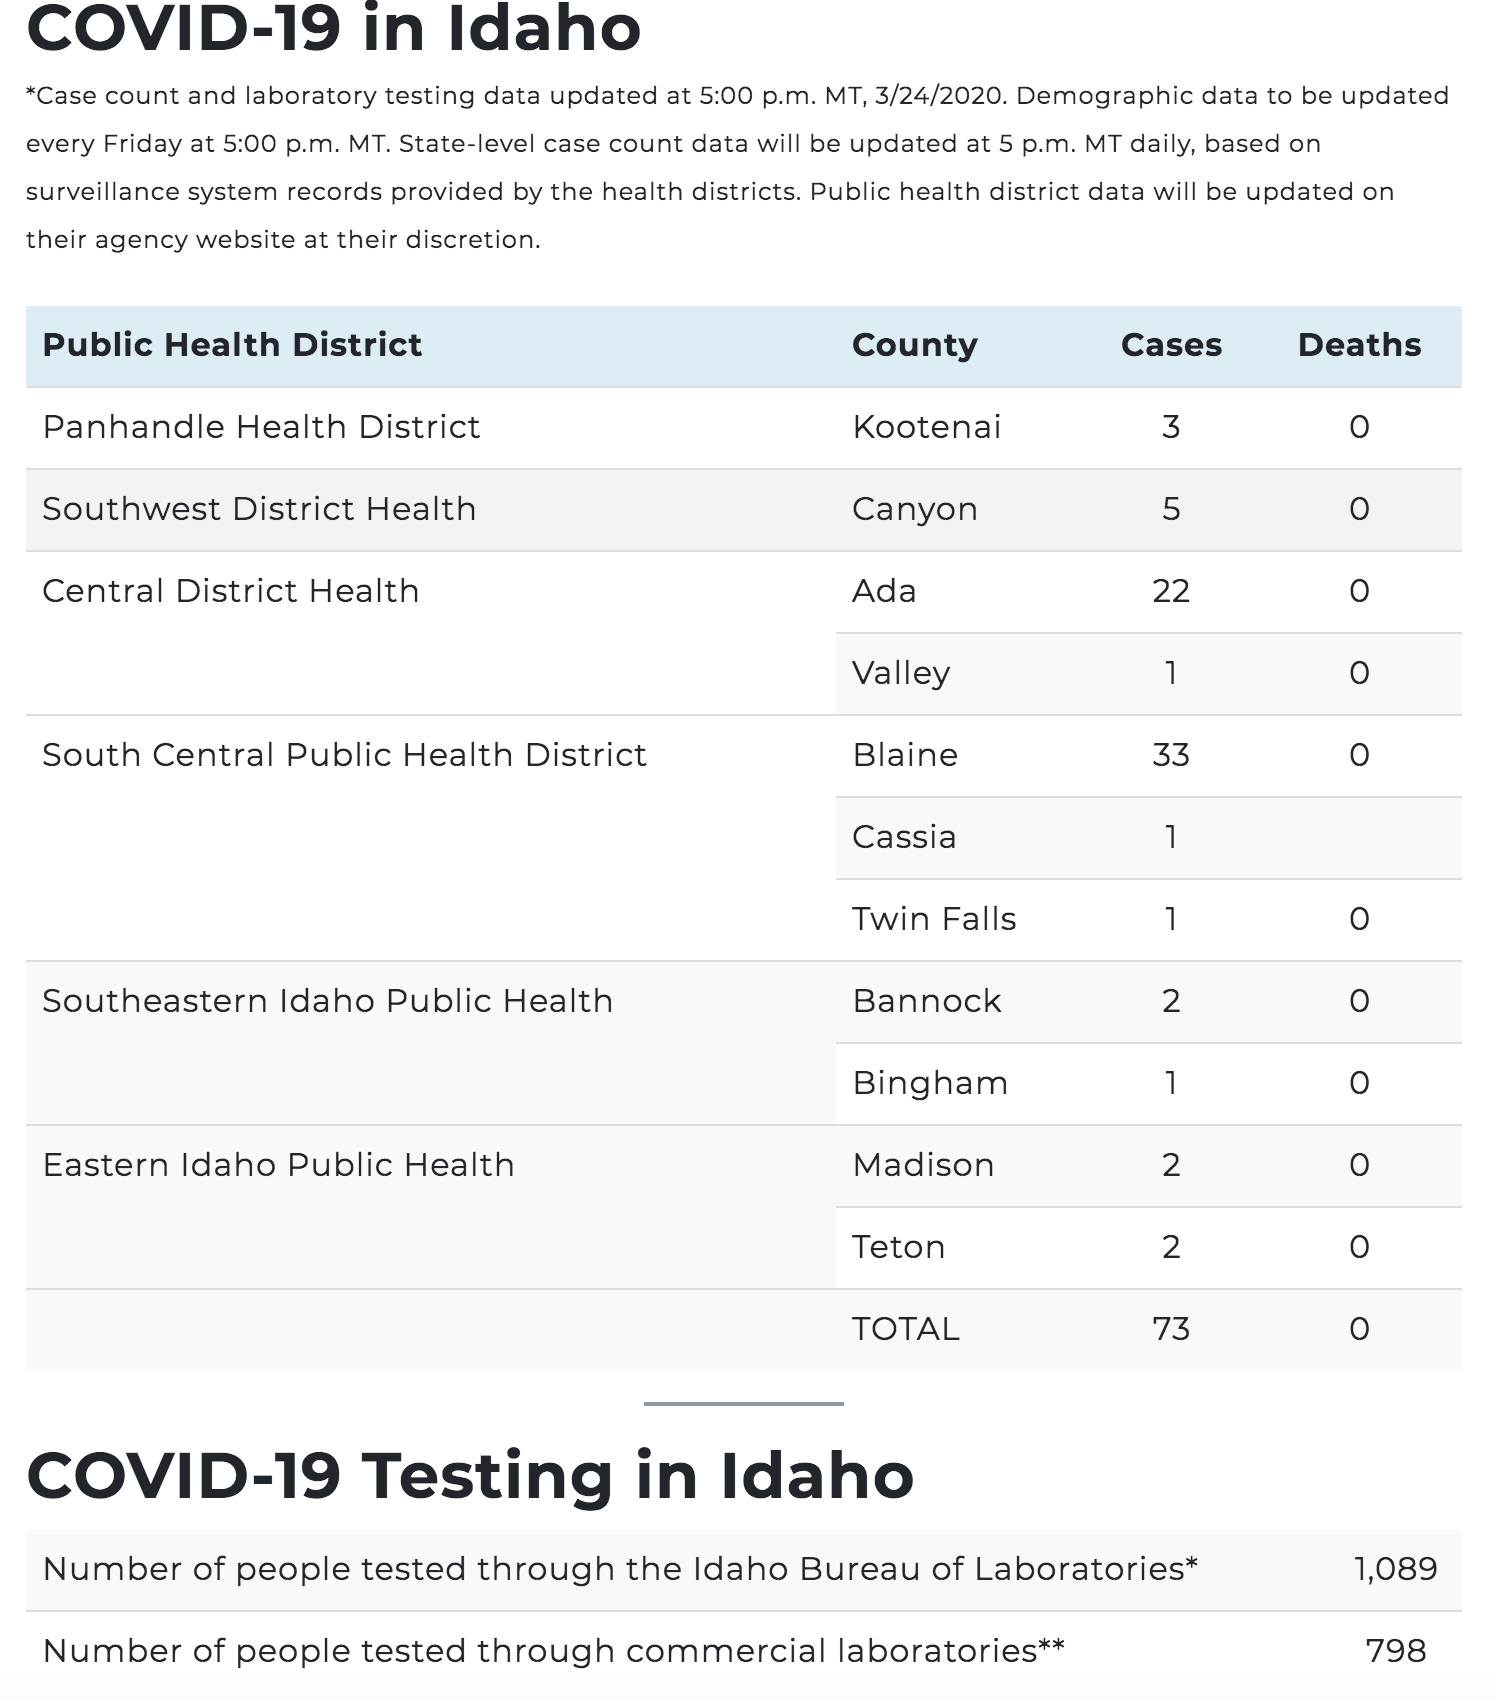 COVID-19 in Idaho
*Case count and laboratory testing data updated at 5:00 p.m. MT, 3/24/2020. Demographic data to be updated
every Friday at 5:00 p.m. MT. State-level case count data will be updated at 5 p.m. MT daily, based on
surveillance system records provided by the health districts. Public health district data will be updated on
their agency website at their discretion.
Public Health District County Cases Deaths
Panhandle Health District Kootenai 3 0
Southwest District Health Canyon 5 0
Central District Health Ada 22 0
Valley 1 0
South Central Public Health District Blaine 33 0
Cassia 1
Twin Falls 1 0
Southeastern Idaho Public Health Bannock 2 0
Bingham 1 0
Eastern Idaho Public Health Madison 2 0
Teton 2 0
TOTAL 73 0
COVID-19 Testing in Idaho
Number of people tested through the Idaho Bureau of Laboratories* 1,089
Number of people tested through commercial laboratories** 798